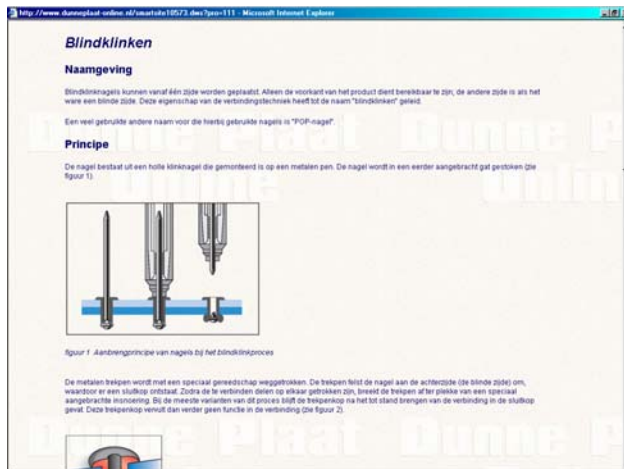 http://www.dunneplaat-online.nl/smartsite10573.dws?pro=111 - Microsoft Internet Explorer
Blindklinken
Naamgeving
Blindklinknagels kunnen vanaf één zijde worden geplaatst. Alleen de voorkant van het product dient bereikbaar te zijn, de andere zijde is als het
ware een blinde zijde. Deze eigenschap van de verbindingstechniek heeft tot de naam "blindklinken" geleid.
Een veel gebruikte andere naam voor die hierbij gebruikte nagels is "POP-nagel".
Principe
De nagel bestaat uit een holle klinknagel die gemonteerd is op een metalen pen. De nagel wordt in een eerder aangebracht gat gestoken (zie
figuur 1).
figuur 1 Aanbrengprincipe van nagels bij het blindklinkproces
De metalen trekpen wordt met een speciaal gereedschap weggetrokken. De trekpen felst de nagel aan de achterzijde (de blinde zijde) om,
waardoor er een sluitkop ontstaat. Zodra de te verbinden delen op elkaar getrokken zijn, breekt de trekpen af ter plekke van een speciaal
aangebrachte insnoering. Bij de meeste varianten van dit proces blijft de trekpenkop na het tot stand brengen van de verbinding in de sluitkop
gevat. Deze trekpenkop vervult dan verder geen functie in de verbinding (zie figuur 2).
Dunne Plaat
Dunne P
Online
Onlin
Plaat
Dunne P